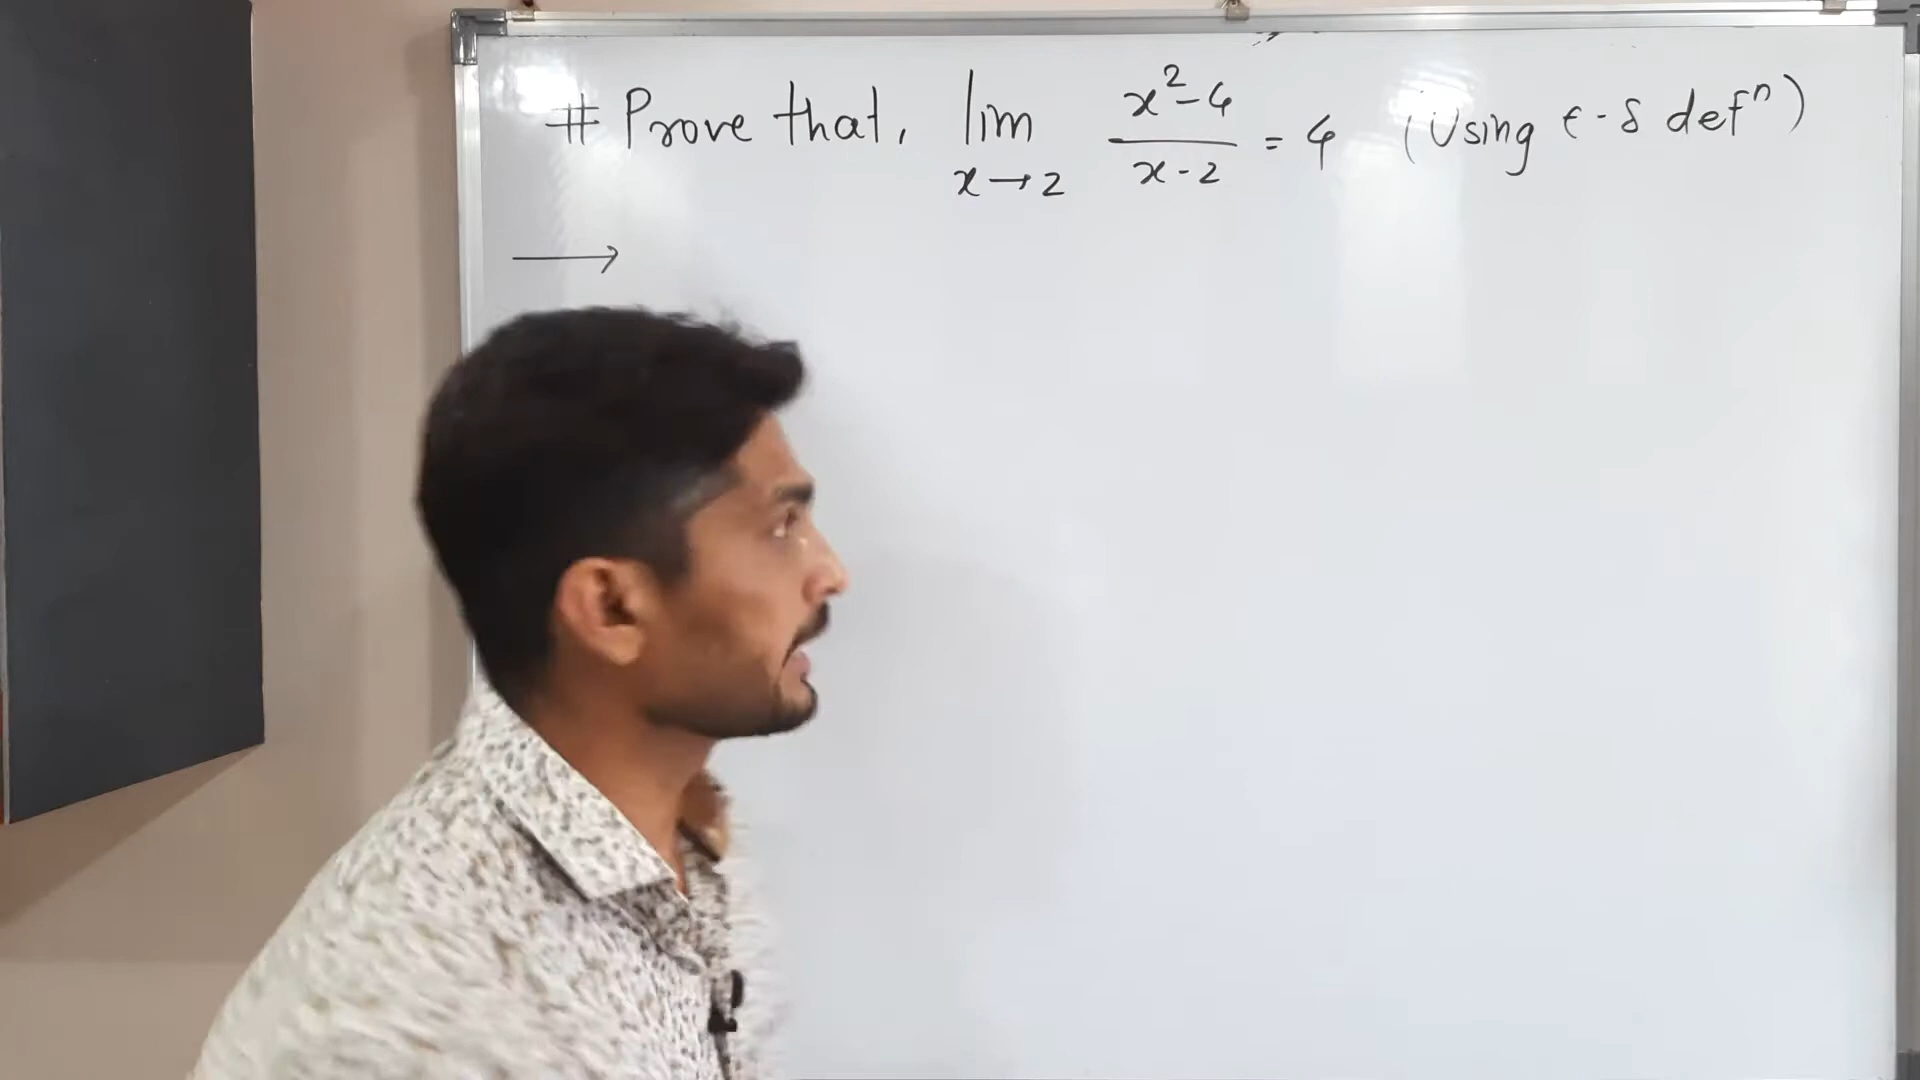 # Prove that, lim x→2 x²-4/x-2 = 4 (Using ε-δ defⁿ)
→